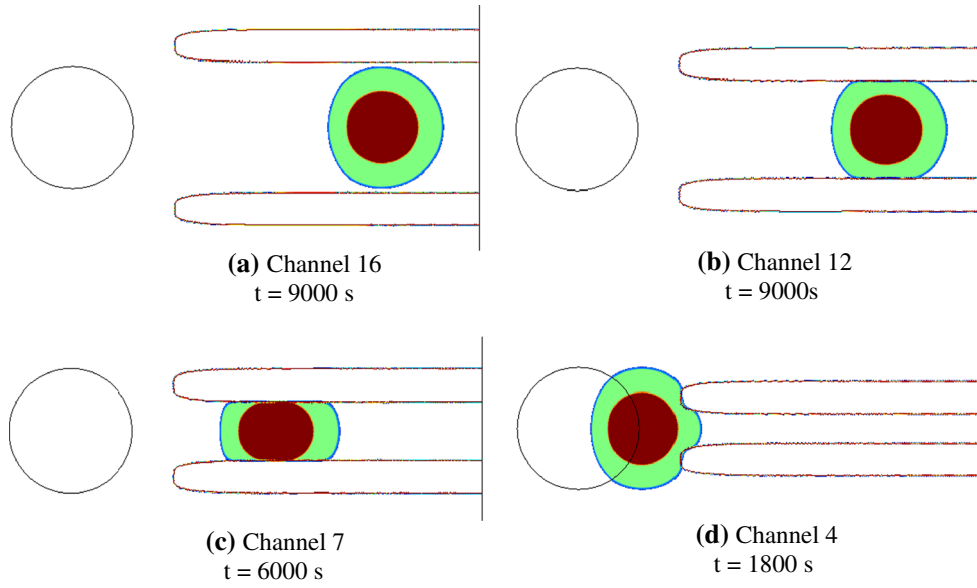 (a) Channel 16
t = 9000 s
(b) Channel 12
t = 9000s
(c) Channel 7
t = 6000 s
(d) Channel 4
t = 1800 s